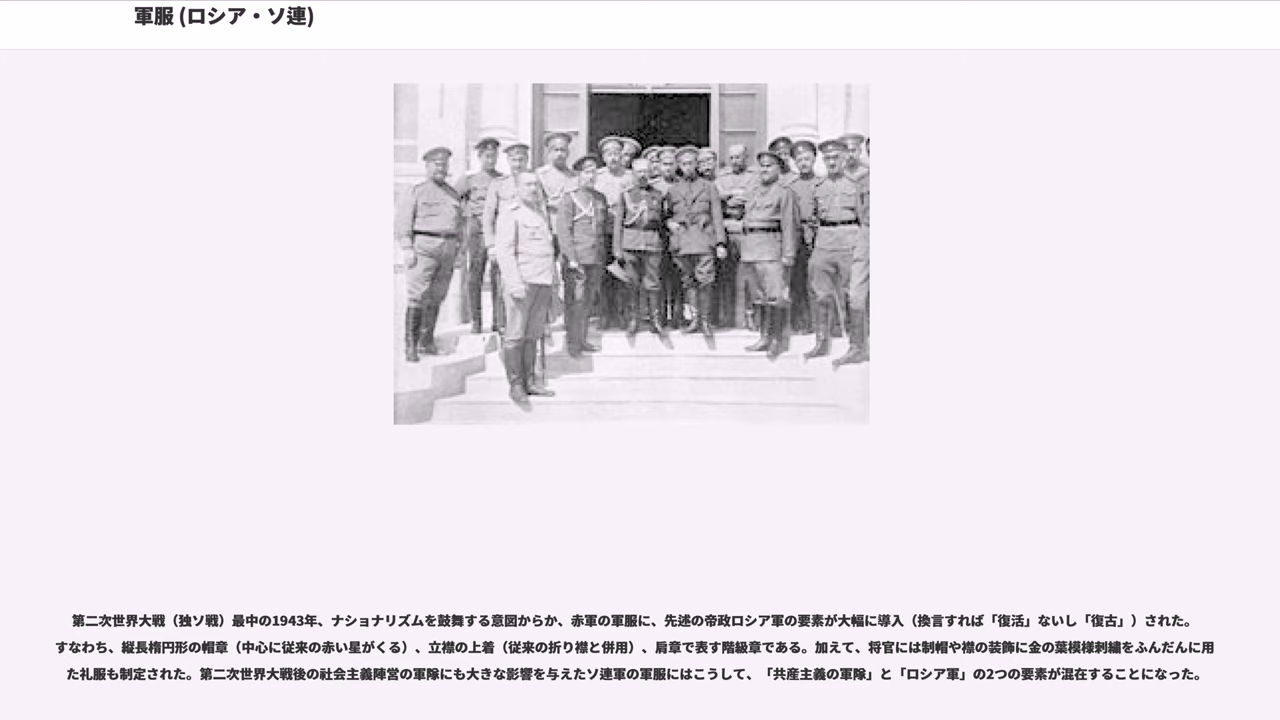 軍服 (ロシア・ソ連)
第二次世界大戦（独ソ戦）最中の1943年、ナショナリズムを鼓舞する意図からか、赤軍の軍服に、先述の帝政ロシア軍の要素が大幅に導入（換言すれば「復活」ないし「復古」）された。
すなわち、縦長楕円形の帽章（中心に従来の赤い星がくる）、立襟の上着（従来の折り襟と併用）、肩章で表す階級章である。加えて、将官には制帽や襟の装飾に金の葉模様刺繍をふんだんに用
た礼服も制定された。第二次世界大戦後の社会主義陣営の軍隊にも大きな影響を与えたソ連軍の軍服にはこうして、「共産主義の軍隊」と「ロシア軍」の2つの要素が混在することになった。